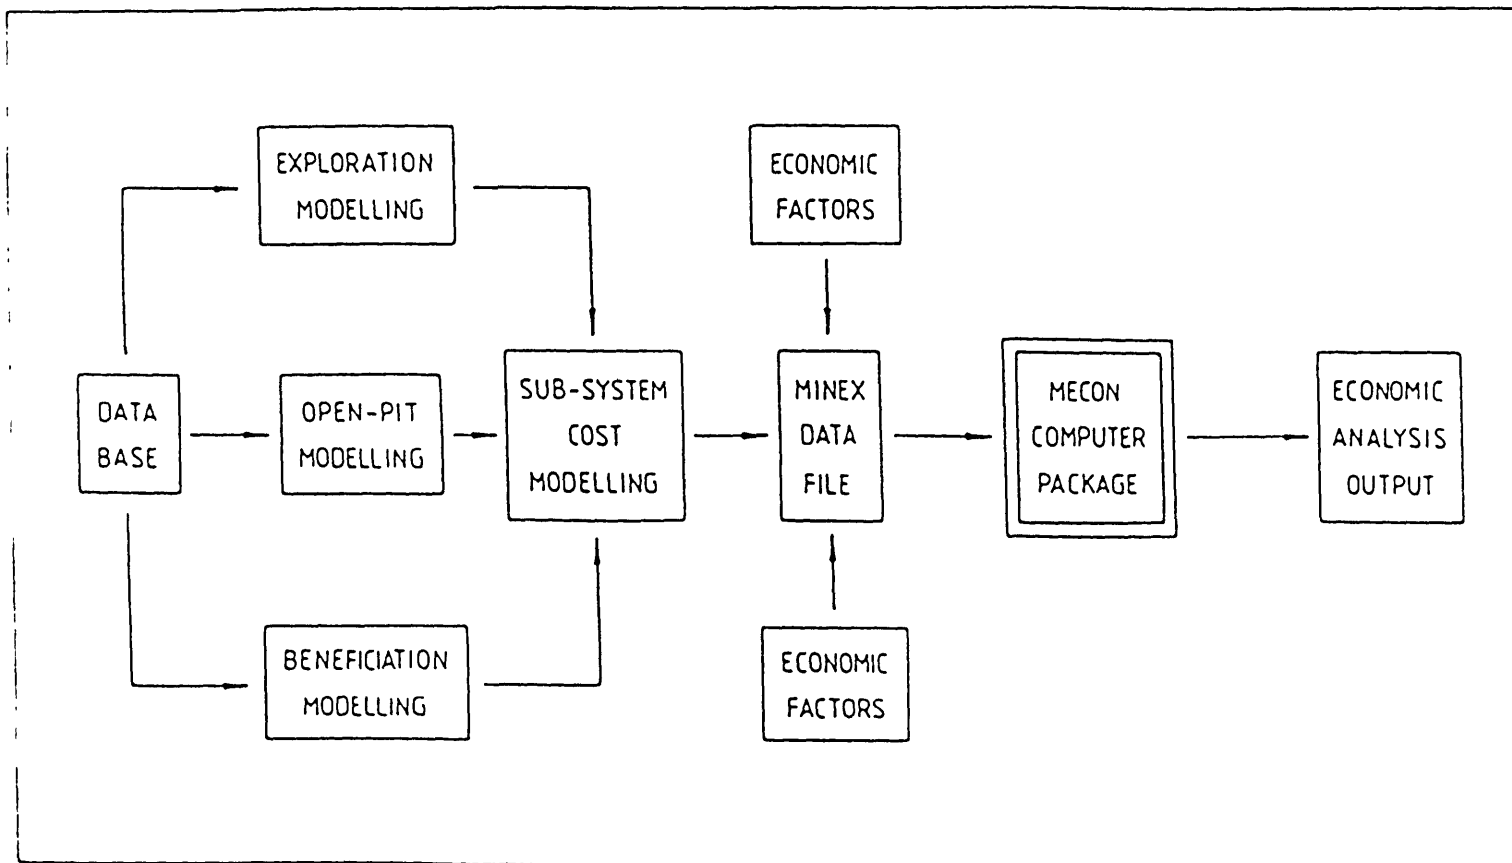 EXPLORATION
MODELLING
ECONOMIC
FACTORS
DATA
BASE
OPEN-PIT
MODELLING
SUB-SYSTEM
COST
MODELLING
MINEX
DATA
FILE
MECON
COMPUTER
PACKAGE
ECONOMIC
ANALYSIS
OUTPUT
BENEFICIATION
MODELLING
ECONOMIC
FACTORS